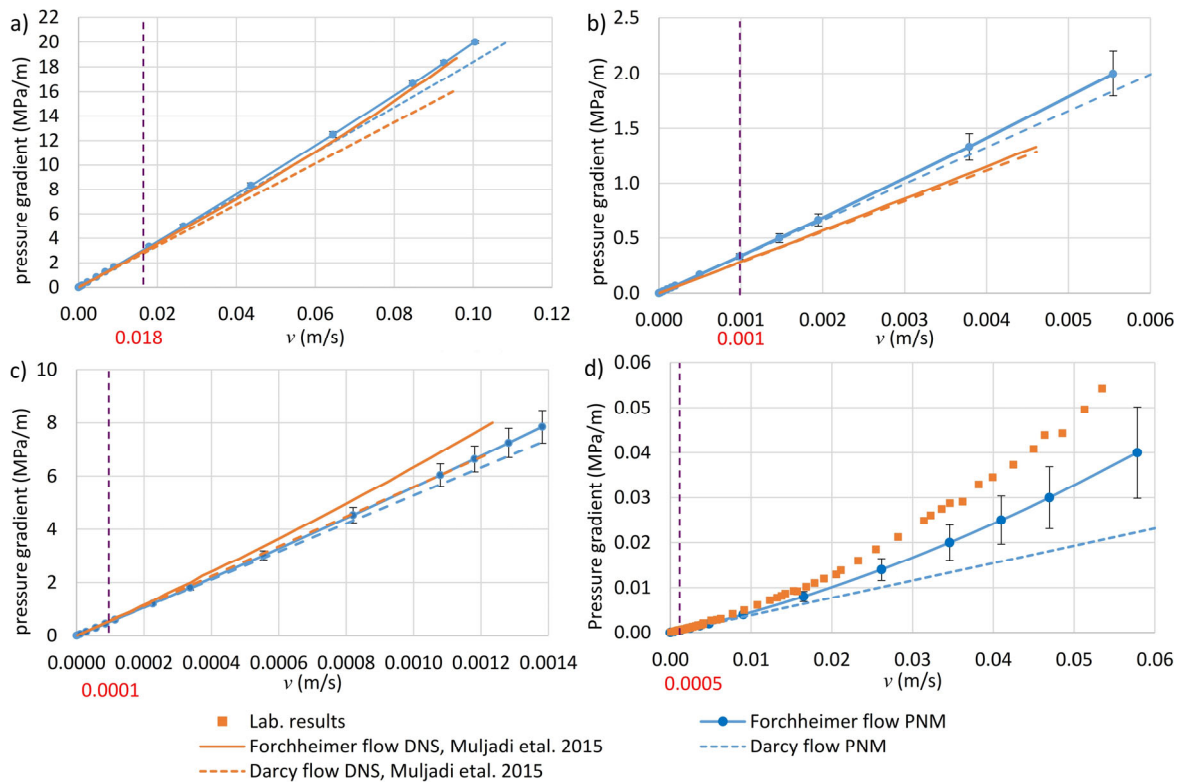 a)
pressure gradient (MPa/m)
22
20
18
16
14
12
10
8
6
4
2
0
0.00 0.02 0.04 0.06 0.08 0.10 0.12
0.018
v (m/s)
b)
pressure gradient (MPa/m)
2.5
2.0
1.5
1.0
0.5
0.0
0.000 0.001 0.002 0.003 0.004 0.005 0.006
0.001
v (m/s)
c)
pressure gradient (MPa/m)
10
8
6
4
2
0
0.0000 0.0002 0.0004 0.0006 0.0008 0.0010 0.0012 0.0014
0.0001
v (m/s)
d)
Pressure gradient (MPa/m)
0.06
0.05
0.04
0.03
0.02
0.01
0.00
0.00 0.01 0.02 0.03 0.04 0.05 0.06
0.0005
v (m/s)
Lab. results
Forchheimer flow DNS, Muljadi etal. 2015
Darcy flow DNS, Muljadi etal. 2015
Forchheimer flow PNM
Darcy flow PNM